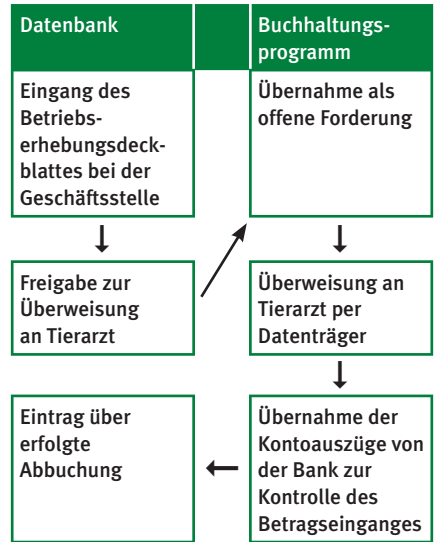 Datenbank
Buchhaltungs-
programm
Eingang des
Betriebs-
erhebungsdeck-
blattes bei der
Geschäftsstelle
Übernahme als
offene Forderung
Freigabe zur
Überweisung
an Tierarzt
Überweisung an
Tierarzt per
Datenträger
Eintrag über
erfolgte
Abbuchung
Übernahme der
Kontoauszüge von
der Bank zur
Kontrolle des
Betragseinganges